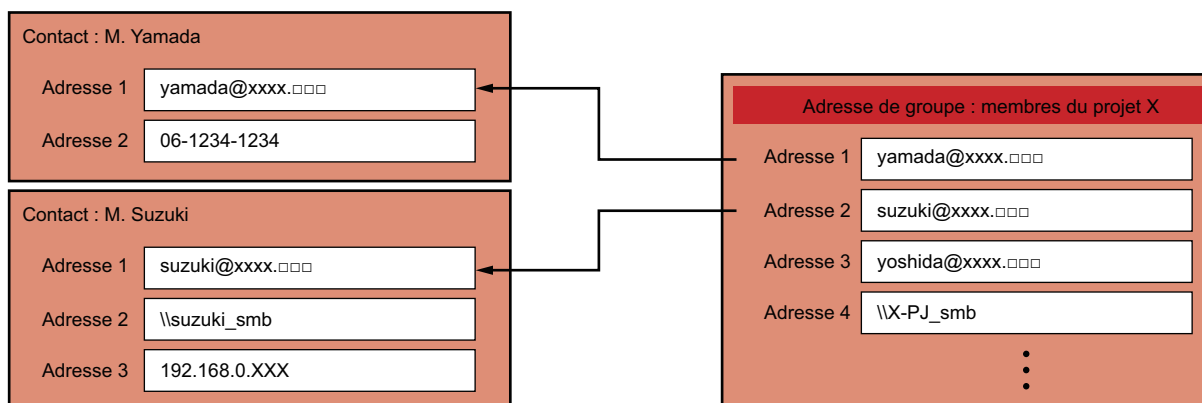 Contact : M. Yamada
Adresse 1 yamada@xxxx.□□□
Adresse 2 06-1234-1234
Contact : M. Suzuki
Adresse 1 suzuki@xxxx.□□□
Adresse 2 \\suzuki_smb
Adresse 3 192.168.0.XXX
Adresse de groupe : membres du projet X
Adresse 1 yamada@xxxx.□□□
Adresse 2 suzuki@xxxx.□□□
Adresse 3 yoshida@xxxx.□□□
Adresse 4 \\X-PJ_smb